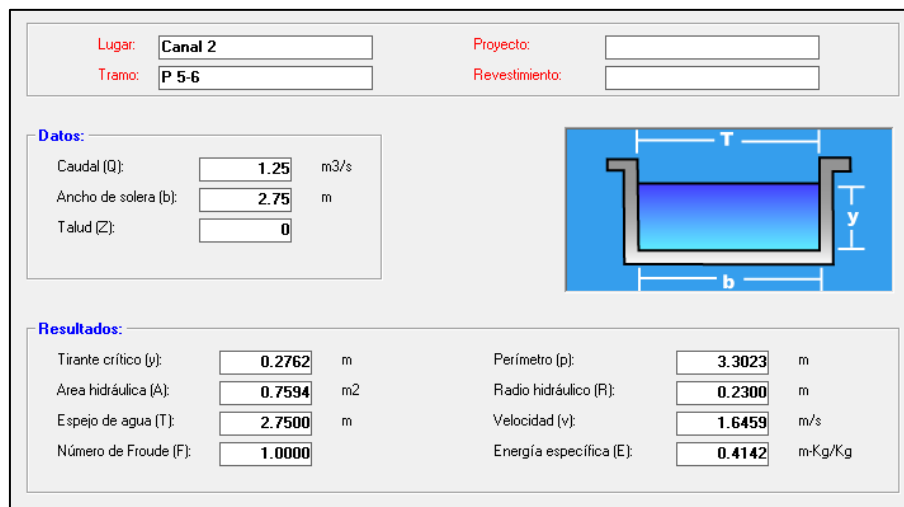 Lugar: Canal 2 Proyecto:
Tramo: P 5-6 Revestimiento:
Datos:
Caudal (Q): 1.25 m3/s
Ancho de solera (b): 2.75 m
Talud (Z): 0
T
y
b
Resultados:
Tirante crítico (y): 0.2762 m Perímetro (p): 3.3023 m
Area hidráulica (A): 0.7594 m2 Radio hidráulico (R): 0.2300 m
Espejo de agua (T): 2.7500 m Velocidad (v): 1.6459 m/s
Número de Froude (F): 1.0000 Energía específica (E): 0.4142 m-Kg/Kg